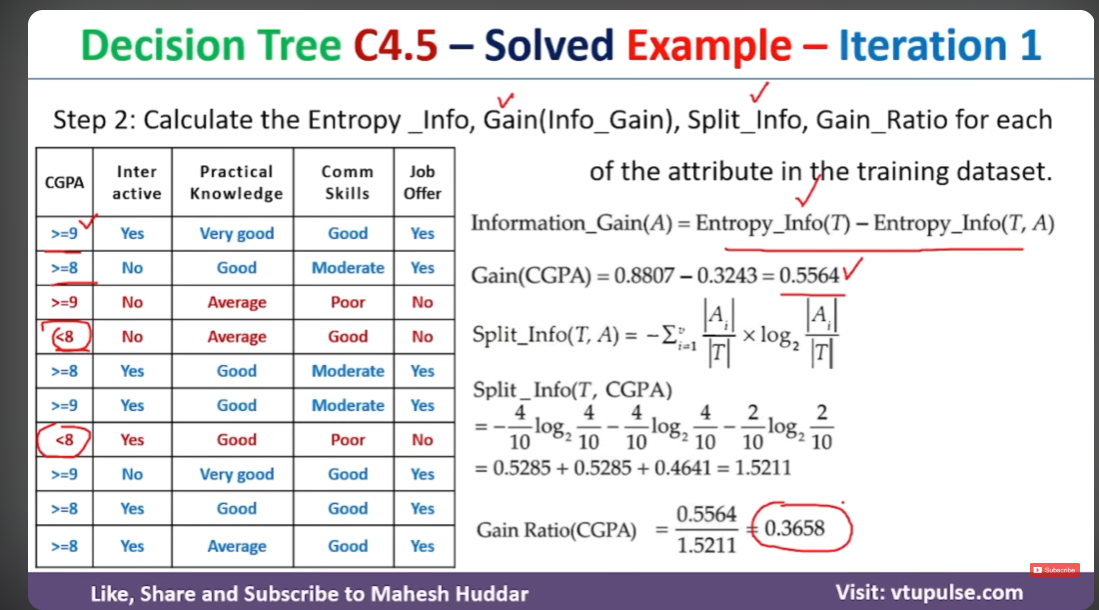 Decision Tree C4.5 – Solved Example – Iteration 1
Step 2: Calculate the Entropy _Info, Gain(Info_Gain), Split_Info, Gain_Ratio for each
of the attribute in the training dataset.
CGPA Inter active Practical Knowledge Comm Skills Job Offer
>=9 Yes Very good Good Yes
>=8 No Good Moderate Yes
>=9 No Average Poor No
<8 No Average Good No
>=8 Yes Good Moderate Yes
>=9 Yes Good Moderate Yes
<8 Yes Good Poor No
>=9 No Very good Good Yes
>=8 Yes Good Good Yes
>=8 Yes Average Good Yes
Information_Gain(A) = Entropy_Info(T) – Entropy_Info(T, A)
Gain(CGPA) = 0.8807 – 0.3243 = 0.5564
Split_Info(T, A) = –Σᵛᵢ₌₁ |Aᵢ|/|T| × log₂ |Aᵢ|/|T|
Split_Info(T, CGPA)
= –4/10 log₂ 4/10 – 4/10 log₂ 4/10 – 2/10 log₂ 2/10
= 0.5285 + 0.5285 + 0.4641 = 1.5211
Gain Ratio(CGPA) = 0.5564/1.5211 = 0.3658
Subscribe
Like, Share and Subscribe to Mahesh Huddar
Visit: vtupulse.com